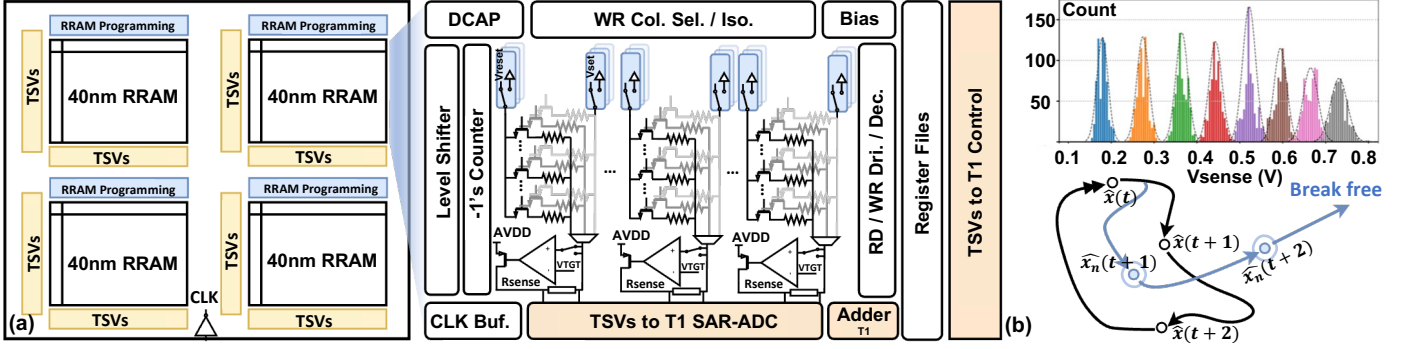 RRAM Programming
TSVs
40nm RRAM
TSVs
RRAM Programming
TSVs
40nm RRAM
TSVs
RRAM Programming
TSVs
40nm RRAM
TSVs
RRAM Programming
TSVs
40nm RRAM
TSVs
CLK
(a)
DCAP
WR Col. Sel. / Iso.
Bias
Level Shifter
-1's Counter
Vreset
Vset
...
...
AVDD
+
-
VTGT
Rsense
AVDD
+
-
VTGT
Rsense
AVDD
+
-
VTGT
Rsense
RD / WR Dri. / Dec.
CLK Buf.
TSVs to T1 SAR-ADC
Adder
T1
Register Files
TSVs to T1 Control
Count
150
100
50
0.1 0.2 0.3 0.4 0.5 0.6 0.7 0.8
Vsense (V)
Break free
x̂(t)
x̂(t + 1)
x̂ₙ(t + 1)
x̂ₙ(t + 2)
x̂(t + 2)
(b)